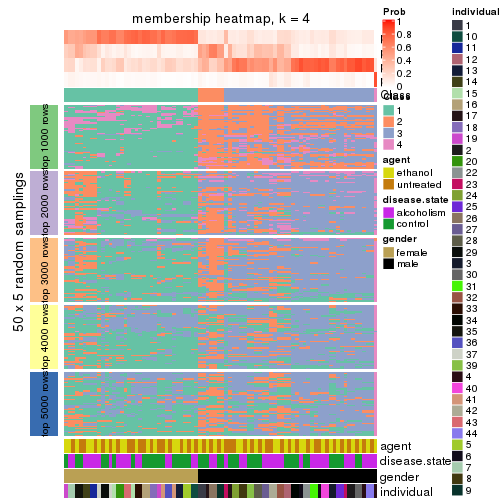 membership heatmap, k = 4
Prob
1
0.8
0.6
0.4
0.2
0
Class
1
2
3
4
agent
ethanol
untreated
disease.state
alcoholism
control
gender
female
male
individual
1
10
11
12
13
14
15
16
17
18
19
2
20
22
23
24
25
26
27
28
29
3
30
31
32
33
34
35
36
37
39
4
40
41
42
43
44
5
6
7
8
9
50 x 5 random samplings
top 1000 rows
top 2000 rows
top 3000 rows
top 4000 rows
top 5000 rows
agent
disease.state
gender
individual